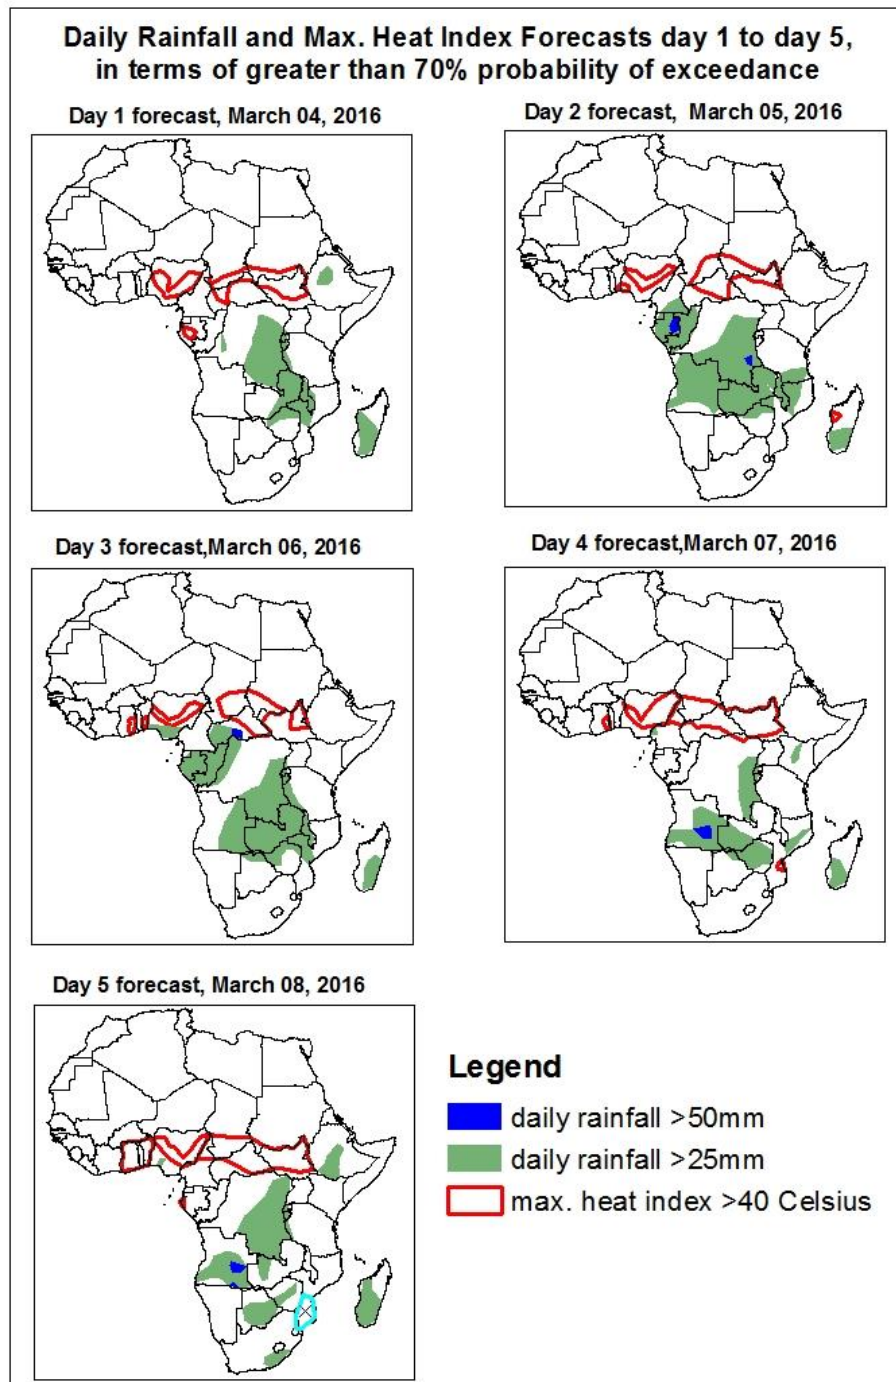 Daily Rainfall and Max. Heat Index Forecasts day 1 to day 5,
in terms of greater than 70% probability of exceedance
Day 1 forecast, March 04, 2016
Day 2 forecast, March 05, 2016
Day 3 forecast,March 06, 2016
Day 4 forecast,March 07, 2016
Day 5 forecast, March 08, 2016
Legend
daily rainfall >50mm
daily rainfall >25mm
max. heat index >40 Celsius